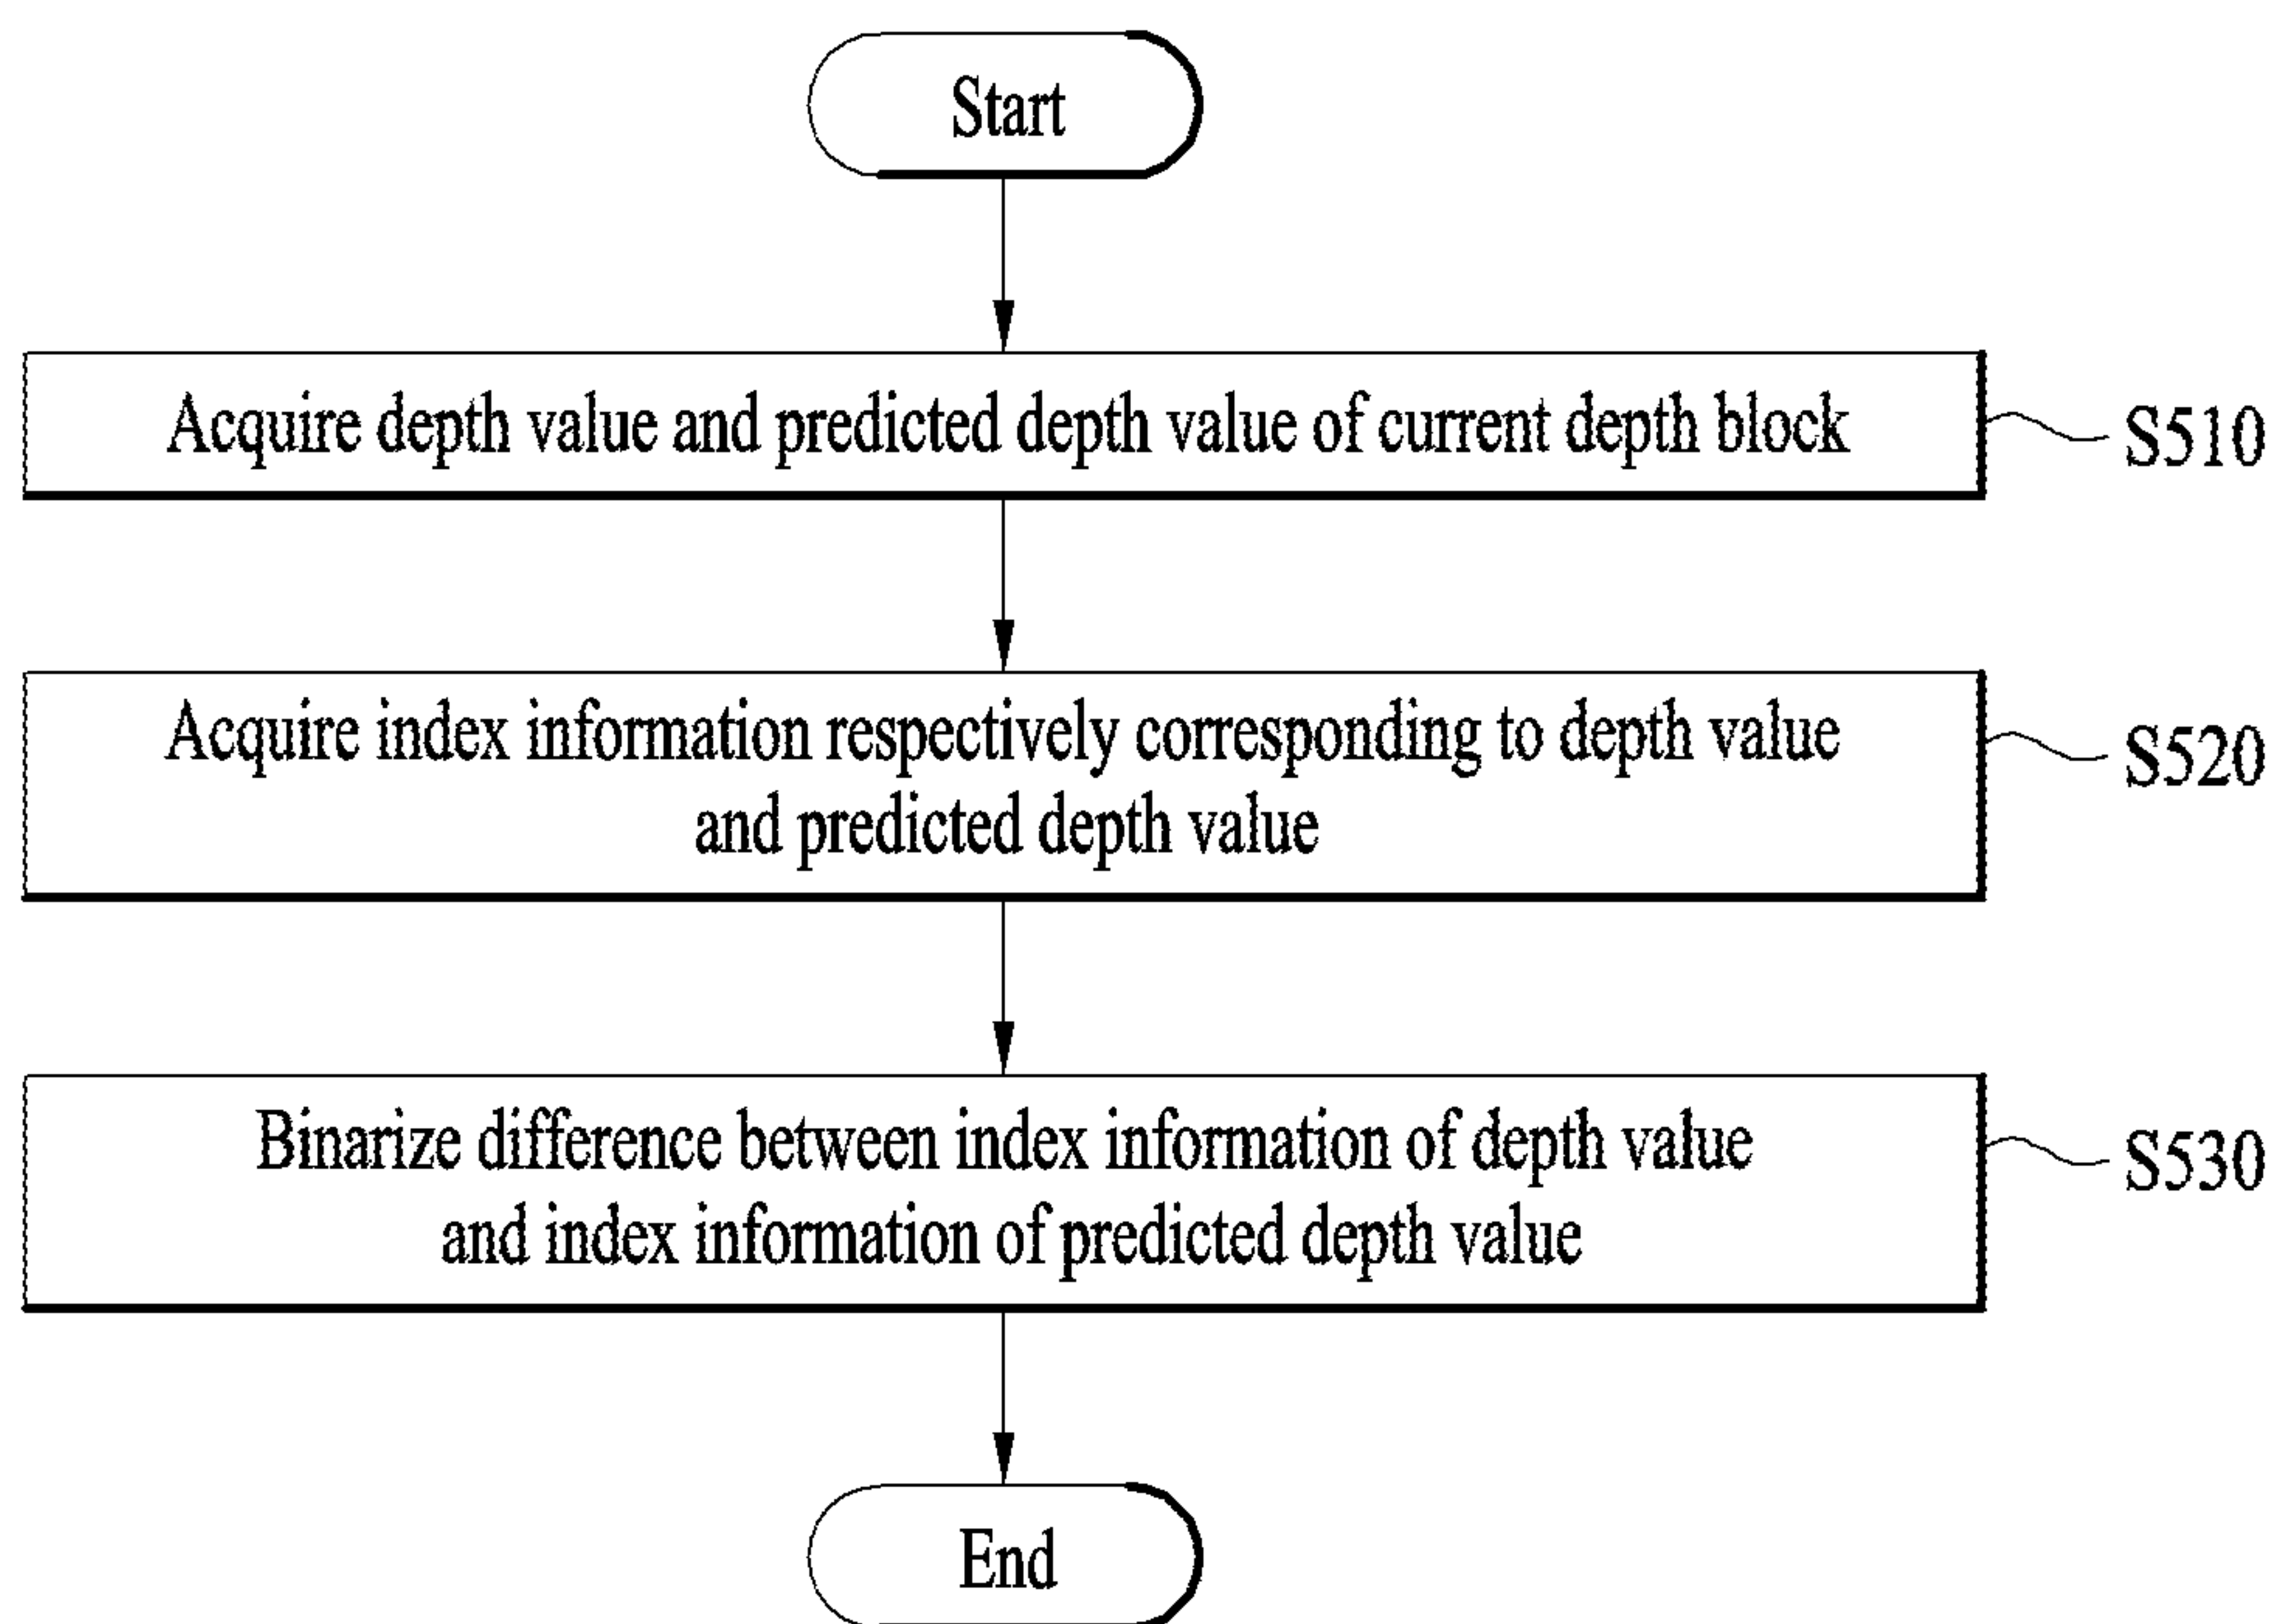 Start
Acquire depth value and predicted depth value of current depth block
S510
Acquire index information respectively corresponding to depth value
and predicted depth value
S520
Binarize difference between index information of depth value
and index information of predicted depth value
S530
End